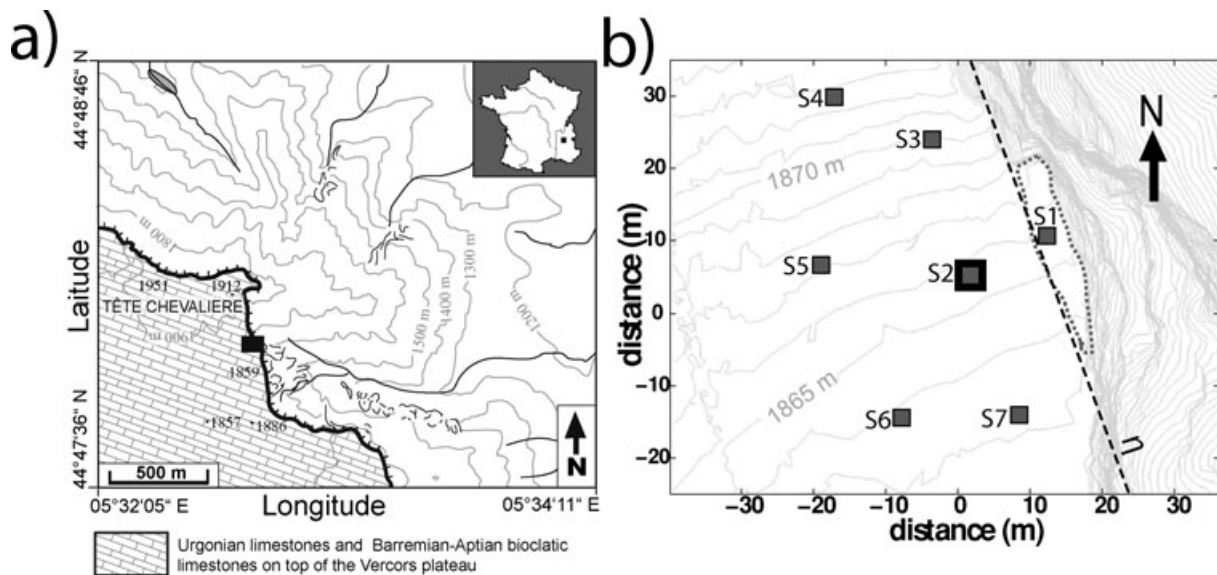 a)
44°48'46" N
Laitude
44°47'36" N
1800 m
1951
1912
TÊTE CHEVALIERE
1900 m
1859
1857
1886
1500 m
1400 m
1300 m
1200 m
500 m
N
05°32'05" E
Longitude
05°34'11" E
Urgonian limestones and Barremian-Aptian bioclatic
limestones on top of the Vercors plateau
b)
distance (m)
30
20
10
0
-10
-20
S4
S3
1870 m
N
S1
S5
S2
1865 m
S6
S7
-30
-20
-10
0
10
20
30
distance (m)